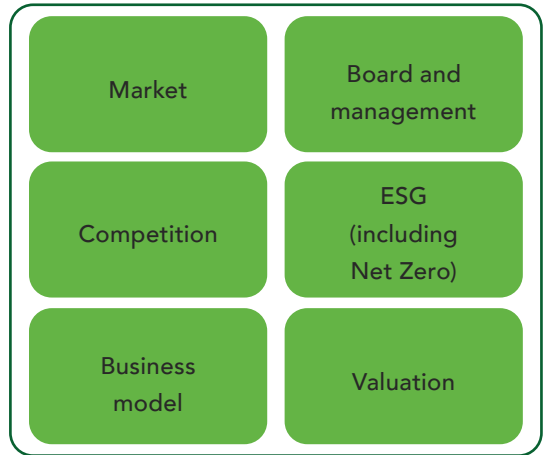 Market
Board and
management
Competition
ESG
(including
Net Zero)
Business
model
Valuation